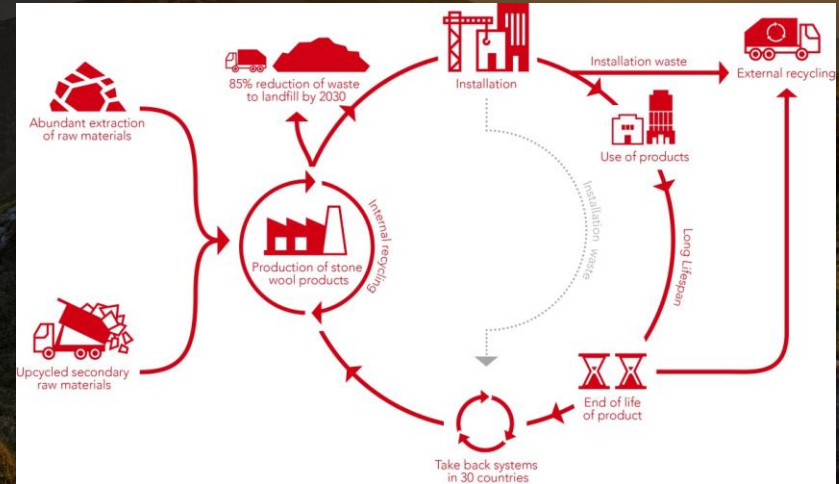 85% reduction of waste
to landfill by 2030
Installation
Installation waste
External recycling
Abundant extraction
of raw materials
Use of products
Internal recycling
Production of stone
wool products
Installation waste
Long Lifespan
Upcycled secondary
raw materials
End of life
of product
Take back systems
in 30 countries